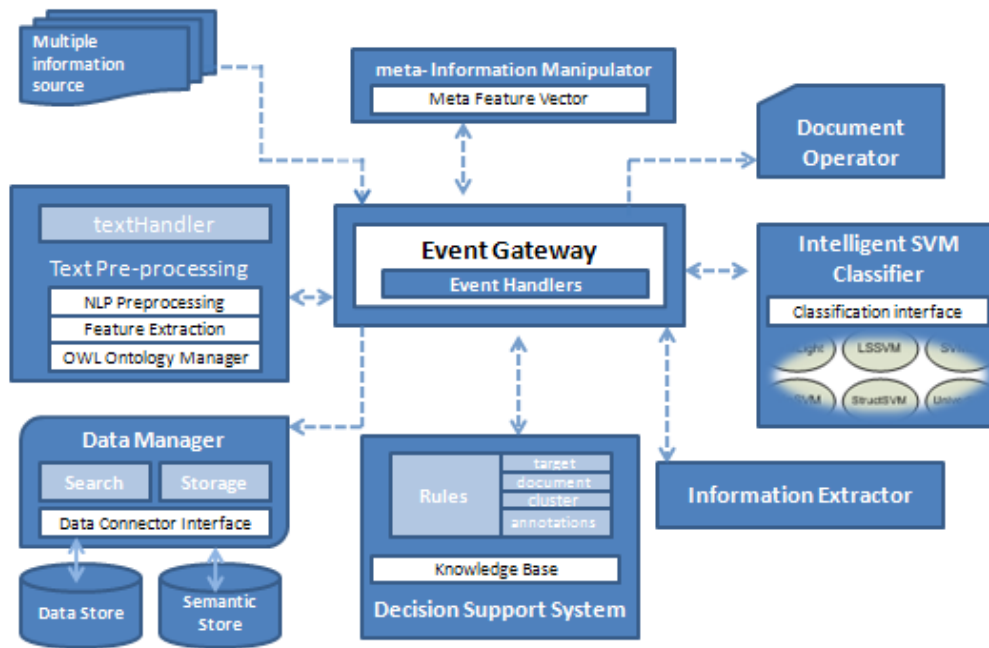 Multiple
information
source
meta- Information Manipulator
Meta Feature Vector
Document
Operator
textHandler
Text Pre-processing
NLP Preprocessing
Feature Extraction
OWL Ontology Manager
Event Gateway
Event Handlers
Intelligent SVM
Classifier
Classification interface
LSSVM
StructSVM
Data Manager
Search
Storage
Data Connector Interface
Data Store
Semantic
Store
Rules
target
document
cluster
annotations
Knowledge Base
Decision Support System
Information Extractor